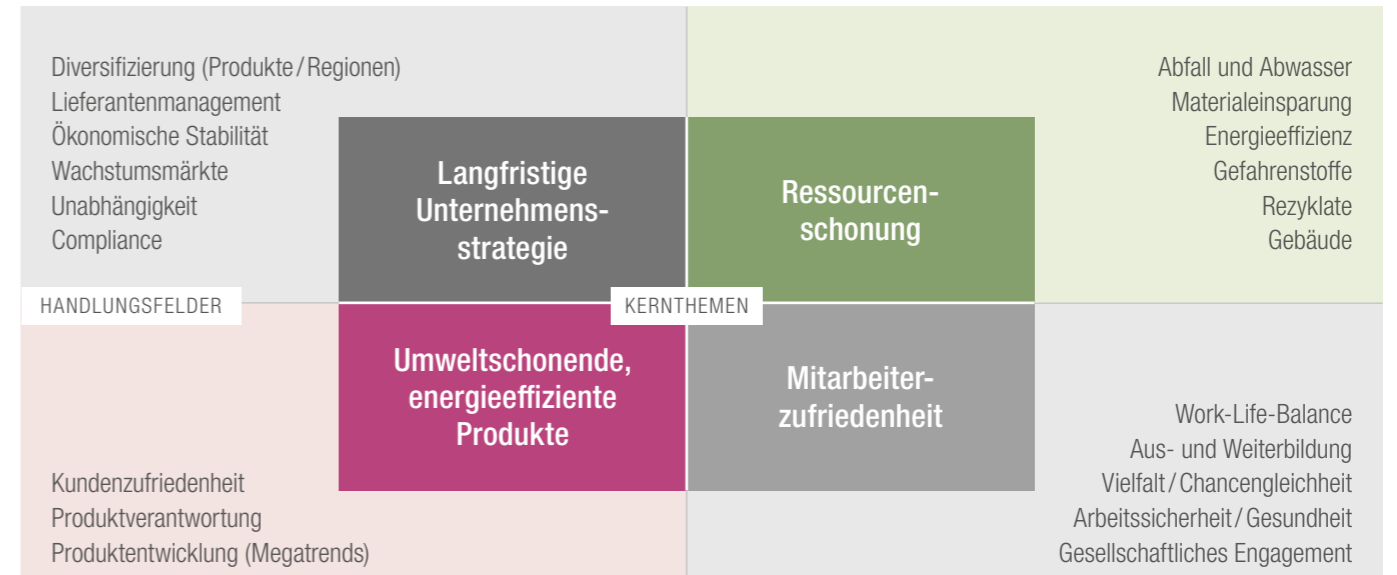 Diversifizierung (Produkte / Regionen)
Lieferantenmanagement
Ökonomische Stabilität
Wachstumsmärkte
Unabhängigkeit
Compliance
Langfristige
Unternehmens-
strategie
Ressourcen-
schonung
Abfall und Abwasser
Materialeinsparung
Energieeffizienz
Gefahrenstoffe
Rezyklate
Gebäude
HANDLUNGSFELDER
KERNTHEMEN
Umweltschonende,
energieeffiziente
Produkte
Mitarbeiter-
zufriedenheit
Kundenzufriedenheit
Produktverantwortung
Produktentwicklung (Megatrends)
Work-Life-Balance
Aus- und Weiterbildung
Vielfalt / Chancengleichheit
Arbeitssicherheit / Gesundheit
Gesellschaftliches Engagement